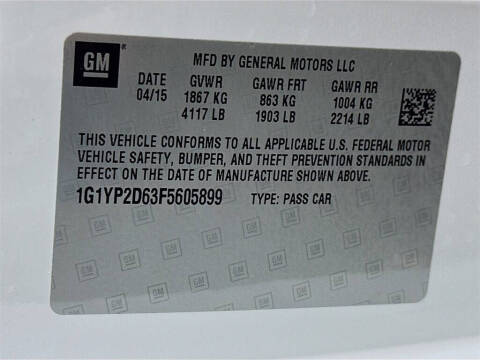 GM
MFD BY GENERAL MOTORS LLC
DATE GVWR GAWR FRT GAWR RR
04/15 1867 KG 863 KG 1004 KG
4117 LB 1903 LB 2214 LB
THIS VEHICLE CONFORMS TO ALL APPLICABLE U.S. FEDERAL MOTOR
VEHICLE SAFETY, BUMPER, AND THEFT PREVENTION STANDARDS IN
EFFECT ON THE DATE OF MANUFACTURE SHOWN ABOVE.
1G1YP2D63F5605899 TYPE: PASS CAR